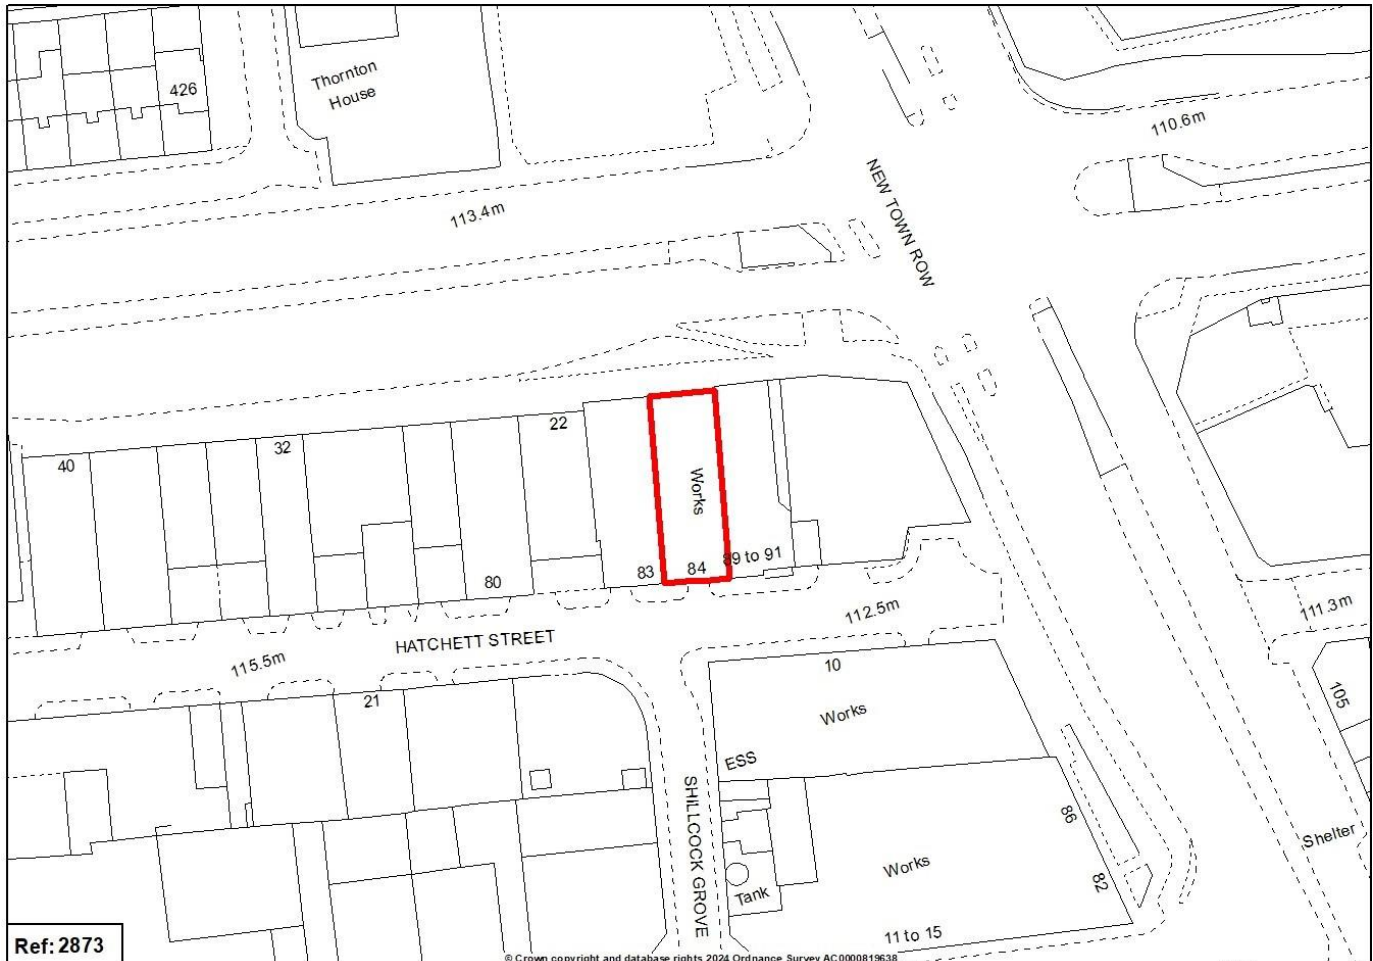 426
Thornton
House
110.6m
113.4m
NEW TOWN ROW
22
32
40
Works
89 to 91
83
84
80
112.5m
111.3m
HATCHETT STREET
115.5m
10
21
105
Works
ESS
SHILLCOCK GROVE
86
Shelter
Works
82
Tank
11 to 15
Ref: 2873
© Crown copyright and database rights 2024 Ordnance Survey AC0000819638